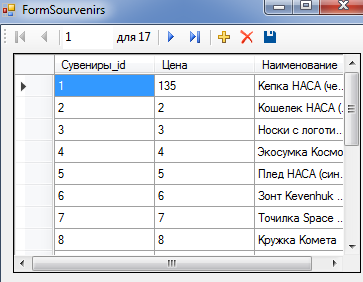 FormSourvenirs
1 для 17
Сувениры_id Цена Наименование
1 135 Кепка НАСА (че...
2 2 Кошелек НАСА (...
3 3 Носки с логоти...
4 4 Экосумка Космо...
5 5 Плед НАСА (син...
6 6 Зонт Kevenhuk ...
7 7 Точилка Space ...
8 8 Кружка Комета